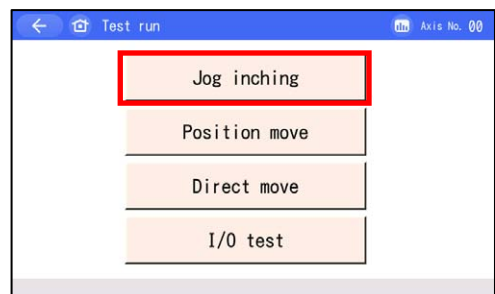 Test run
Axis No. 00
Jog inching
Position move
Direct move
I/O test